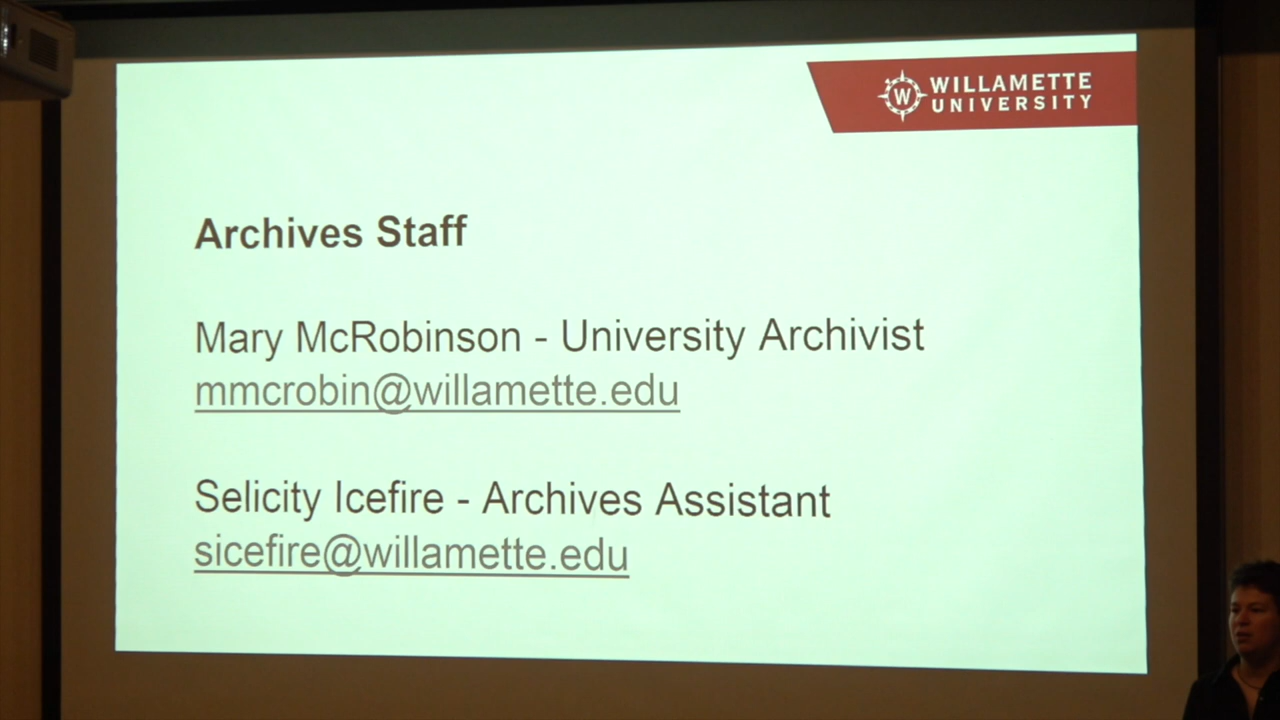 WILLAMETTE
UNIVERSITY
Archives Staff
Mary McRobinson - University Archivist
mmcrobin@willamette.edu
Selicity Icefire - Archives Assistant
sicefire@willamette.edu